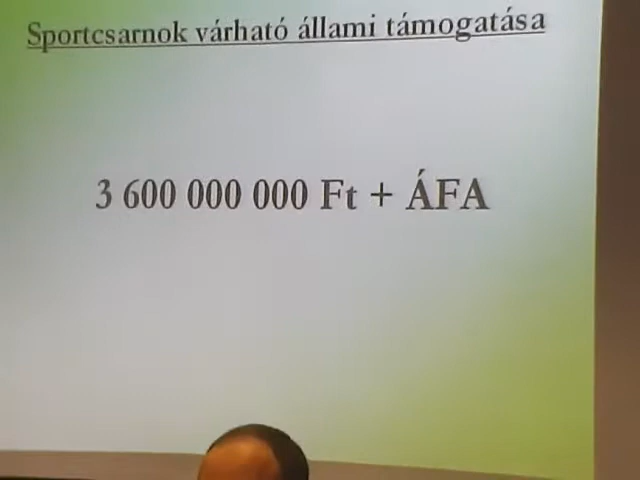 Sportcsarnok várható állami támogatása
3 600 000 000 Ft + ÁFA